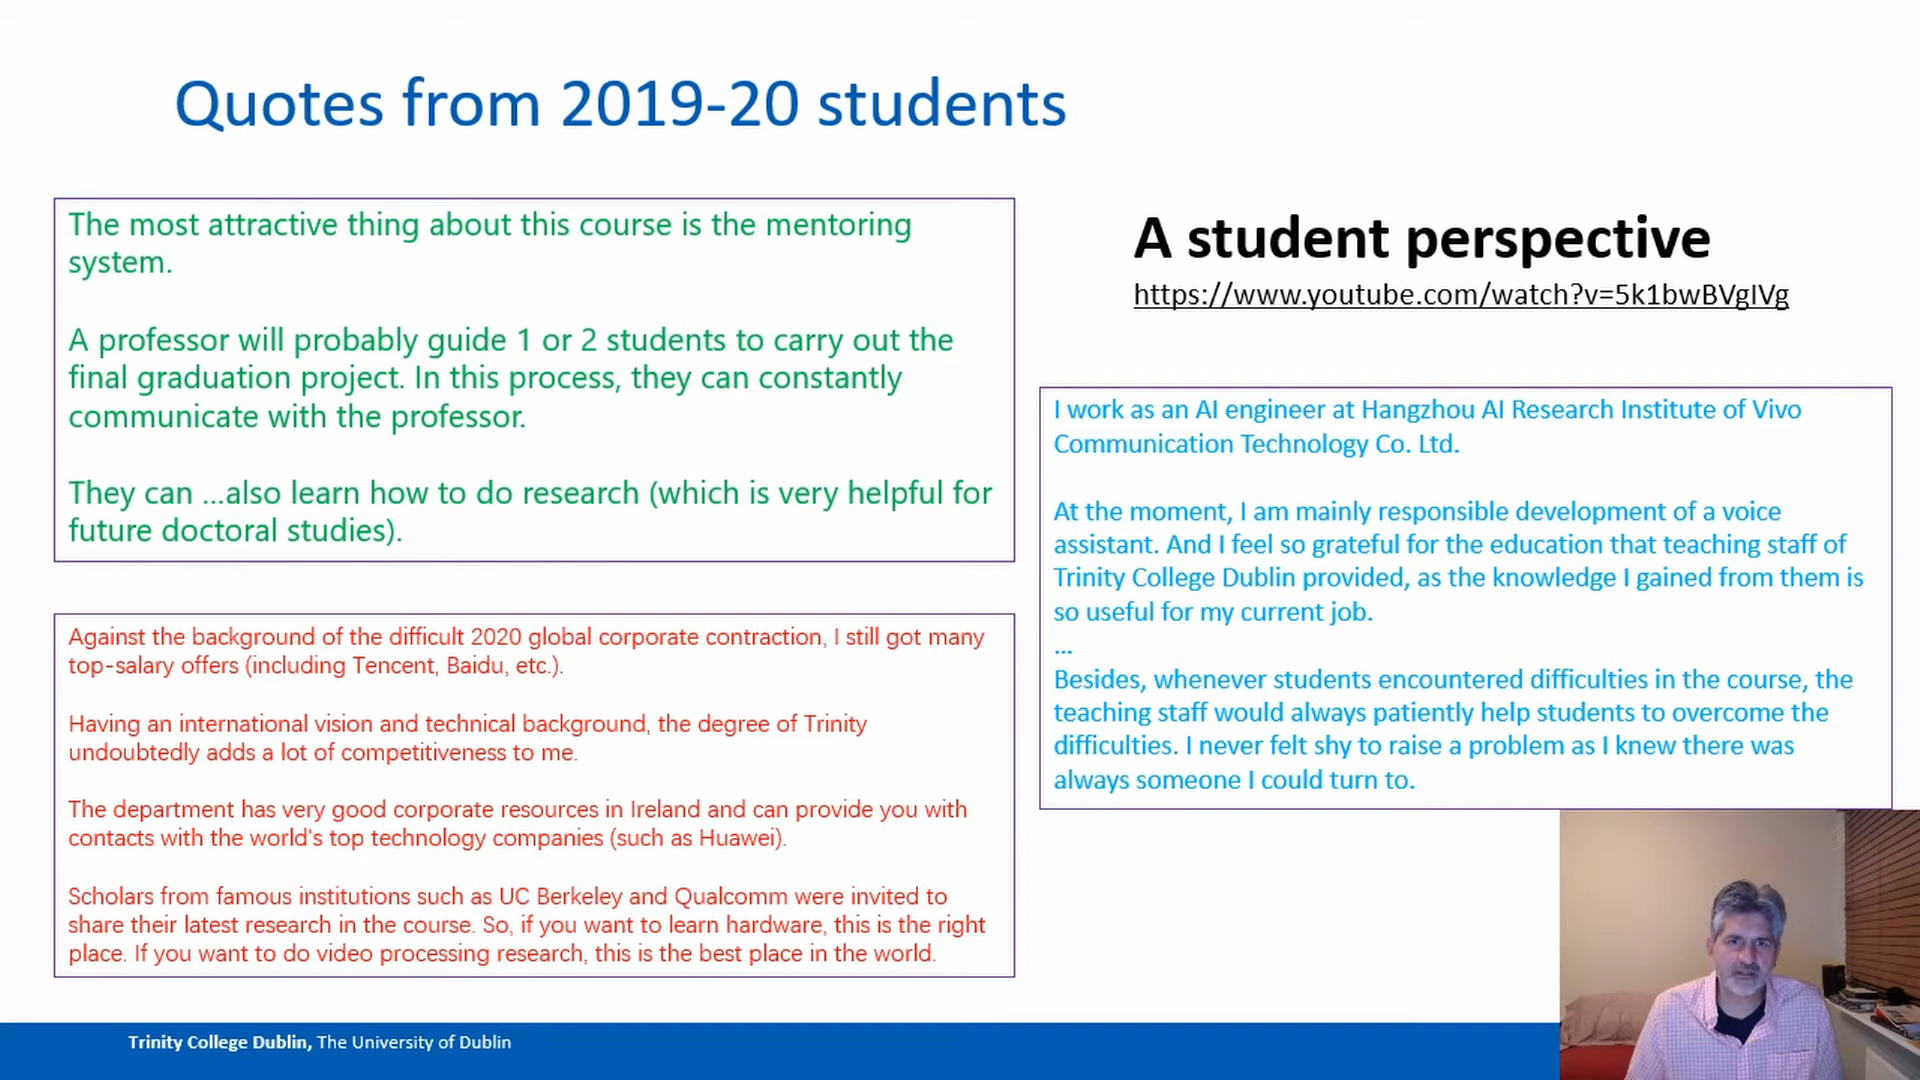 Quotes from 2019-20 students
The most attractive thing about this course is the mentoring
system.
A professor will probably guide 1 or 2 students to carry out the
final graduation project. In this process, they can constantly
communicate with the professor.
They can ...also learn how to do research (which is very helpful for
future doctoral studies).
Against the background of the difficult 2020 global corporate contraction, I still got many
top-salary offers (including Tencent, Baidu, etc.).
Having an international vision and technical background, the degree of Trinity
undoubtedly adds a lot of competitiveness to me.
The department has very good corporate resources in Ireland and can provide you with
contacts with the world's top technology companies (such as Huawei).
Scholars from famous institutions such as UC Berkeley and Qualcomm were invited to
share their latest research in the course. So, if you want to learn hardware, this is the right
place. If you want to do video processing research, this is the best place in the world.
A student perspective
https://www.youtube.com/watch?v=5k1bwBVgIVg
I work as an AI engineer at Hangzhou AI Research Institute of Vivo
Communication Technology Co. Ltd.
At the moment, I am mainly responsible development of a voice
assistant. And I feel so grateful for the education that teaching staff of
Trinity College Dublin provided, as the knowledge I gained from them is
so useful for my current job.
...
Besides, whenever students encountered difficulties in the course, the
teaching staff would always patiently help students to overcome the
difficulties. I never felt shy to raise a problem as I knew there was
always someone I could turn to.
Trinity College Dublin, The University of Dublin